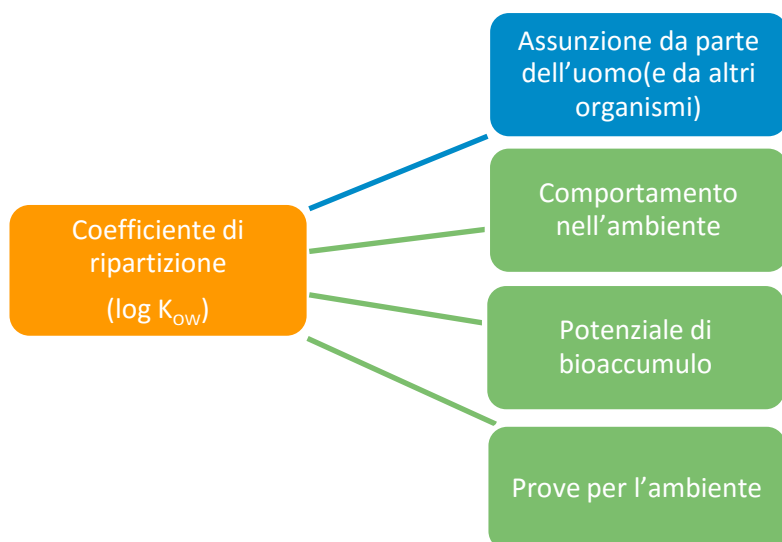 Assunzione da parte
dell’uomo(e da altri
organismi)
Coefficiente di
ripartizione
(log Kow)
Comportamento
nell’ambiente
Potenziale di
bioaccumulo
Prove per l’ambiente